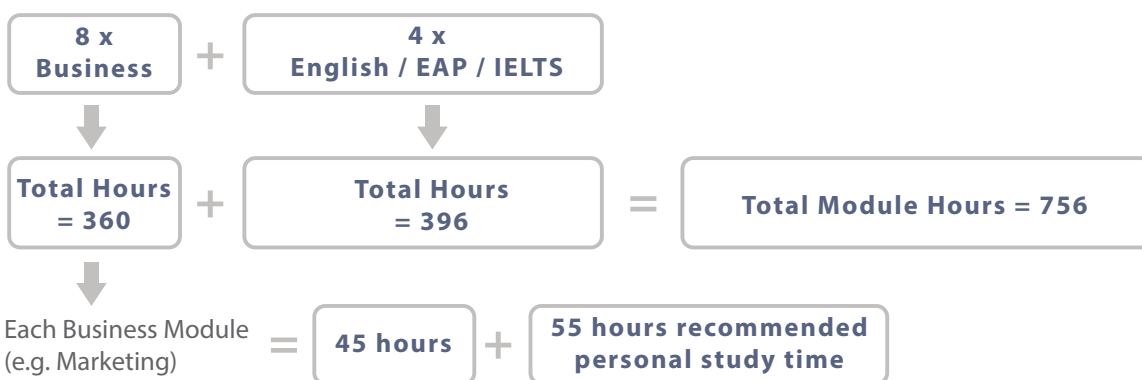 8 x
Business
+
4 x
English / EAP / IELTS
Total Hours
= 360
+
Total Hours
= 396
=
Total Module Hours = 756
Each Business Module
(e.g. Marketing)
=
45 hours
+
55 hours recommended
personal study time